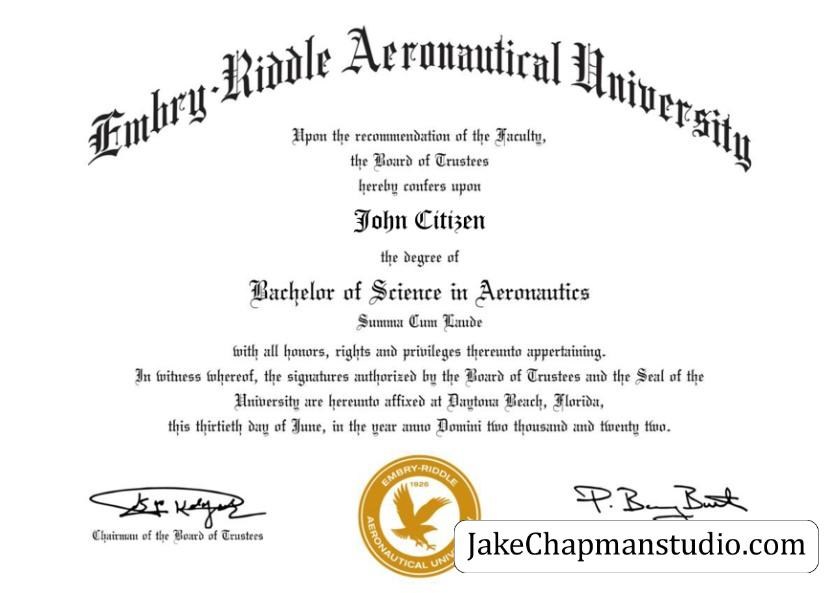 Embry-Riddle Aeronautical University
Upon the recommendation of the Faculty,
the Board of Trustees
hereby confers upon
John Citizen
the degree of
Bachelor of Science in Aeronautics
Summa Cum Laude
with all honors, rights and privileges thereunto appertaining.
In witness whereof, the signatures authorized by the Board of Trustees and the Seal of the
University are hereunto affixed at Daytona Beach, Florida,
this thirtieth day of June, in the year anno Domini two thousand and twenty two.
Chairman of the Board of Trustees
EMBRY-RIDDLE
1926
AERONAUTICAL UNI
JakeChapmanstudio.com